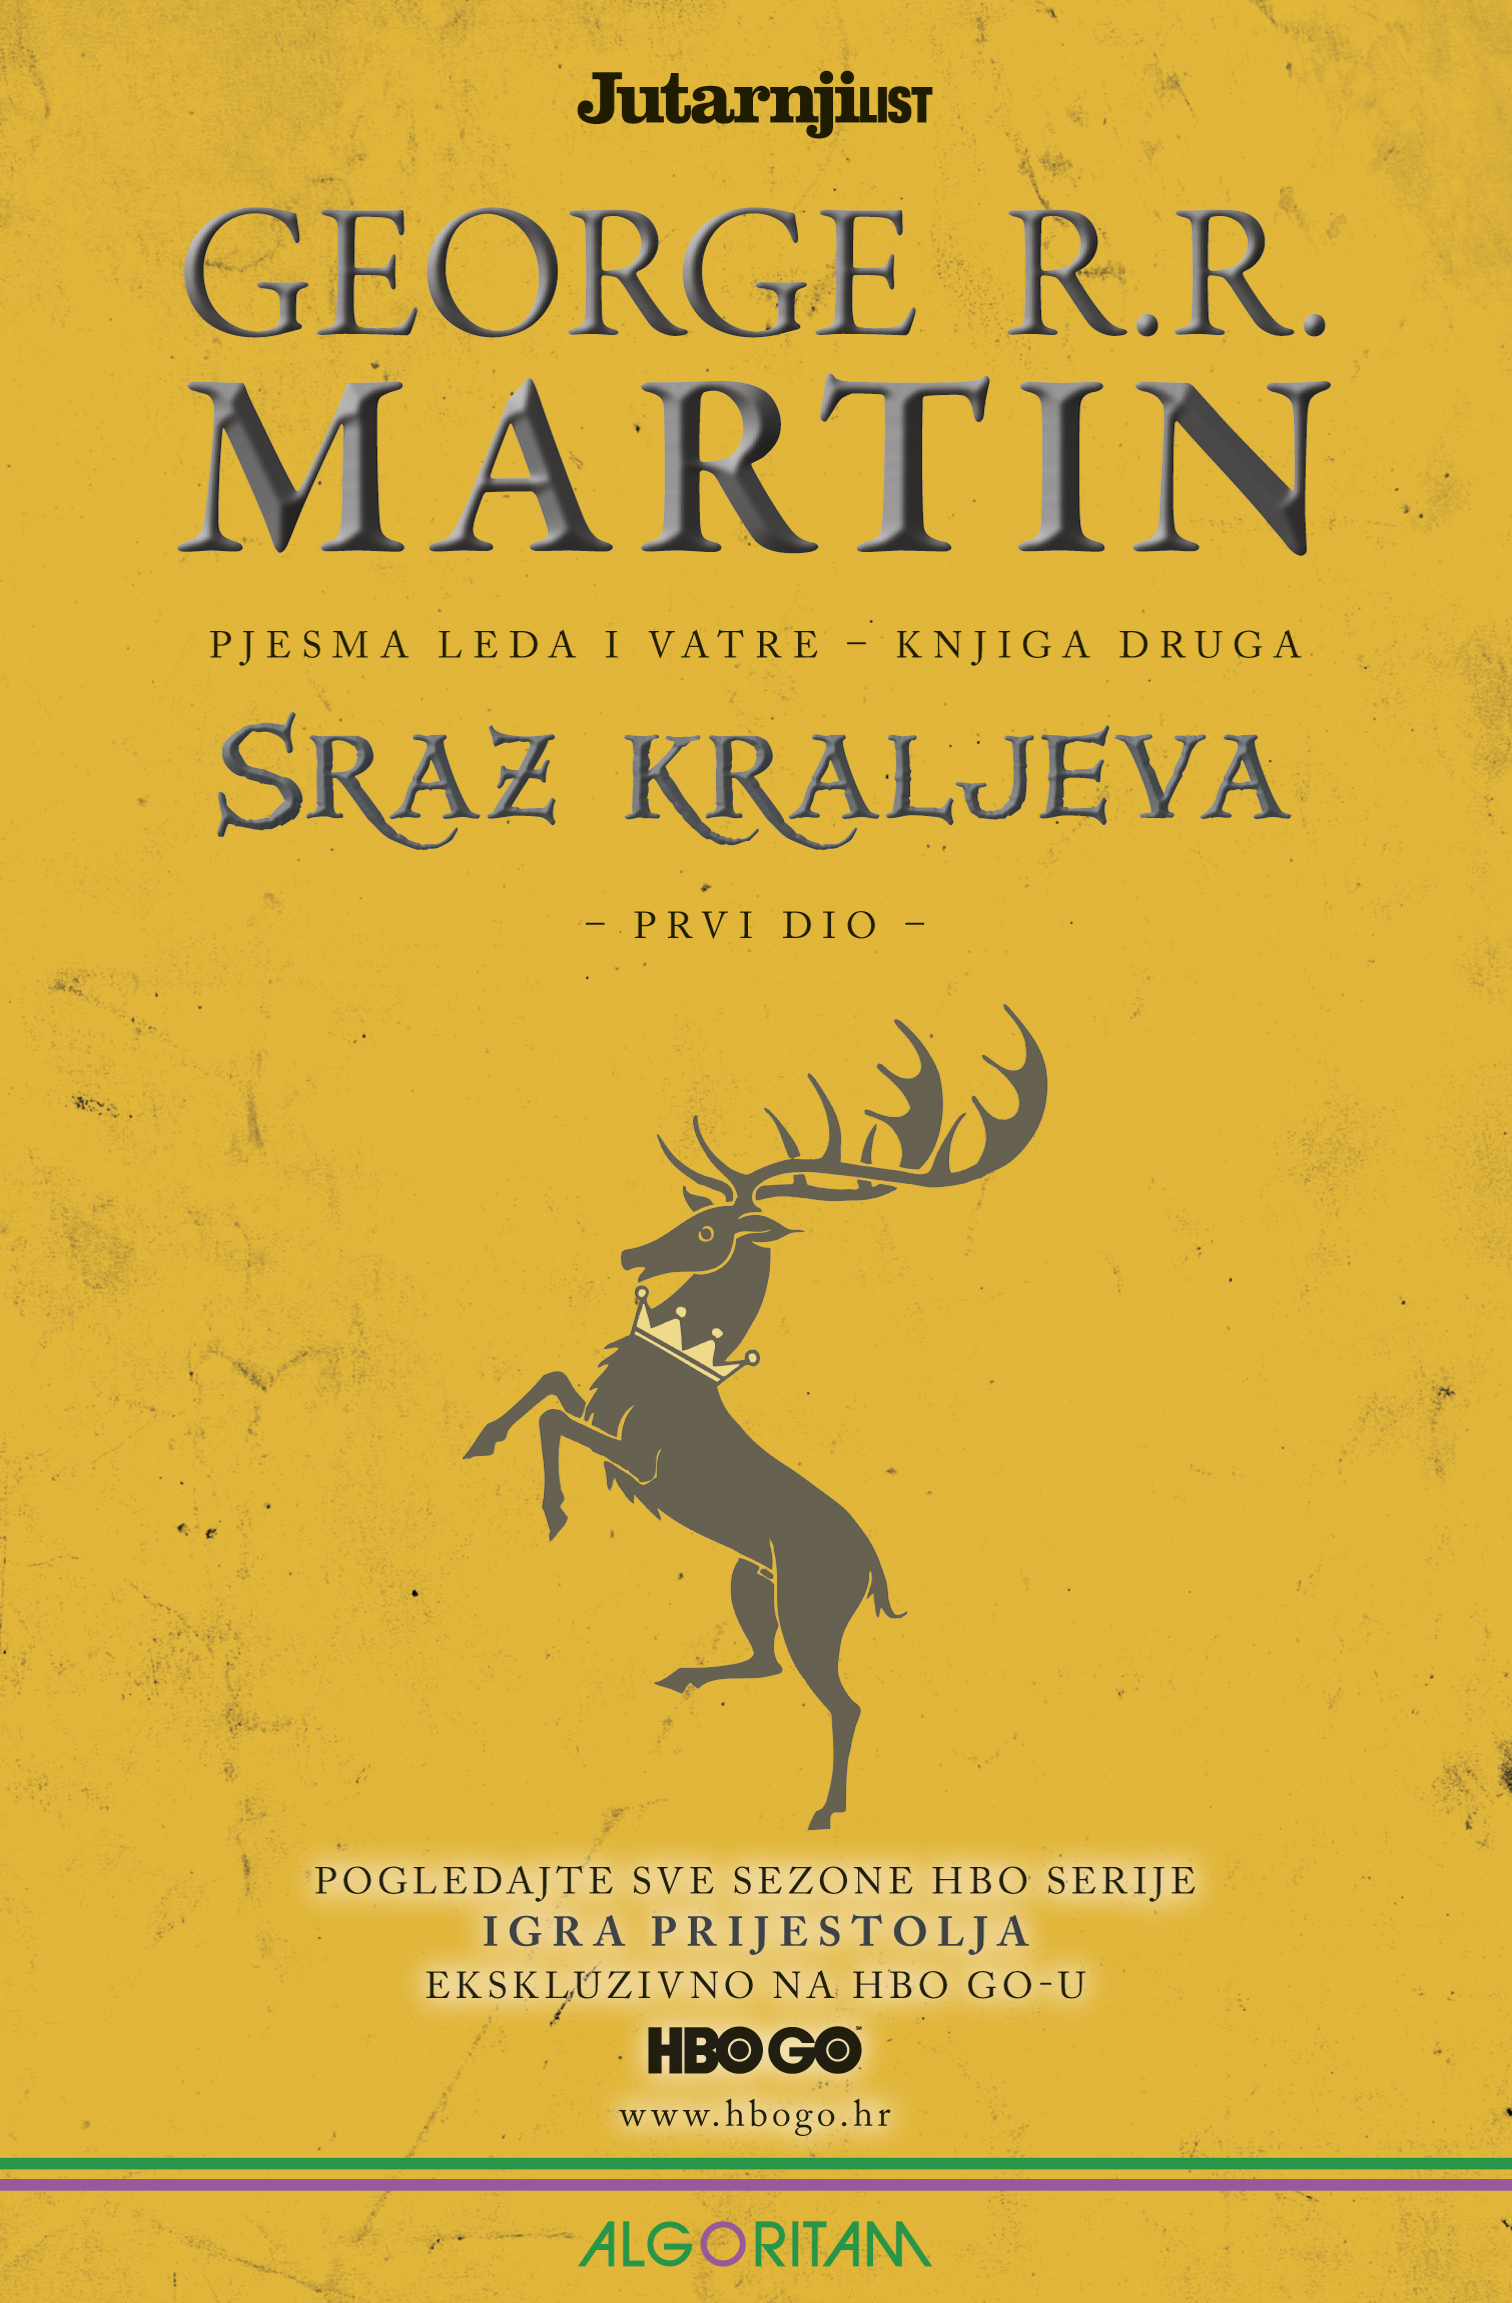 Jutarnji LIST
GEORGE R.R.
MARTIN
PJESMA LEDA I VATRE – KNJIGA DRUGA
SRAZ KRALJEVA
– PRVI DIO –
POGLEDAJTE SVE SEZONE HBO SERIJE
IGRA PRIJESTOLJA
EKSKLUZIVNO NA HBO GO-U
HBO GO℠
www.hbogo.hr
ALGORITAM